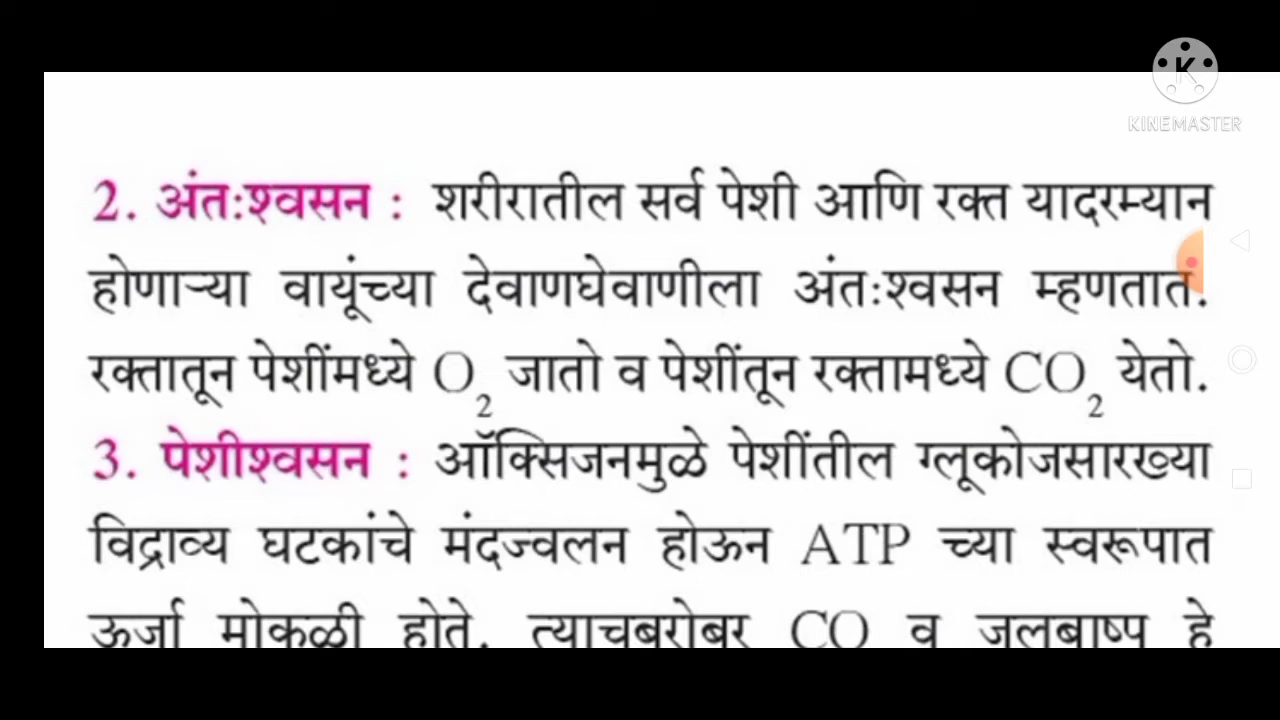 KINEMASTER
2. अंतःश्वसन : शरीरातील सर्व पेशी आणि रक्त यादरम्यान
होणाऱ्या वायूंच्या देवाणघेवाणीला अंतःश्वसन म्हणतात.
रक्तातून पेशींमध्ये O₂ जातो व पेशींतून रक्तामध्ये CO₂ येतो.
3. पेशीश्वसन : ऑक्सिजनमुळे पेशींतील ग्लूकोजसारख्या
विद्राव्य घटकांचे मंदज्वलन होऊन ATP च्या स्वरूपात
ऊर्जा मोकळी होते. त्याचबरोबर CO व जलबाष्प हे